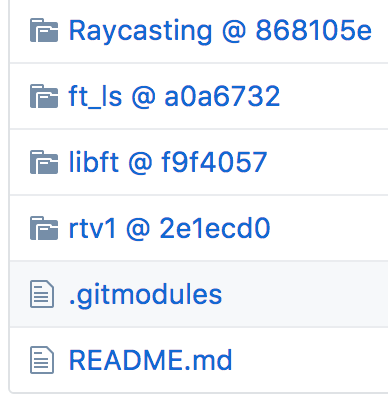 Raycasting @ 868105e
ft_ls @ a0a6732
libft @ f9f4057
rtv1 @ 2e1ecd0
.gitmodules
README.md